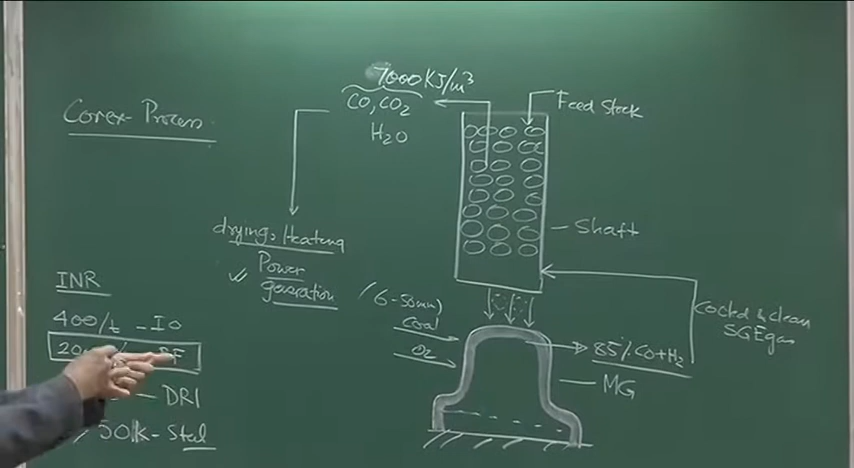 Corex Process
7000 KJ/m³
CO, CO₂
H₂O
Feed Stock
Shaft
drying, Heating
Power
generation
INR
400/t - IO
DRI
50K - Steel
(6-50mm)
Coal
O₂
85% CO+H₂
MG
Cooled & clean
gas